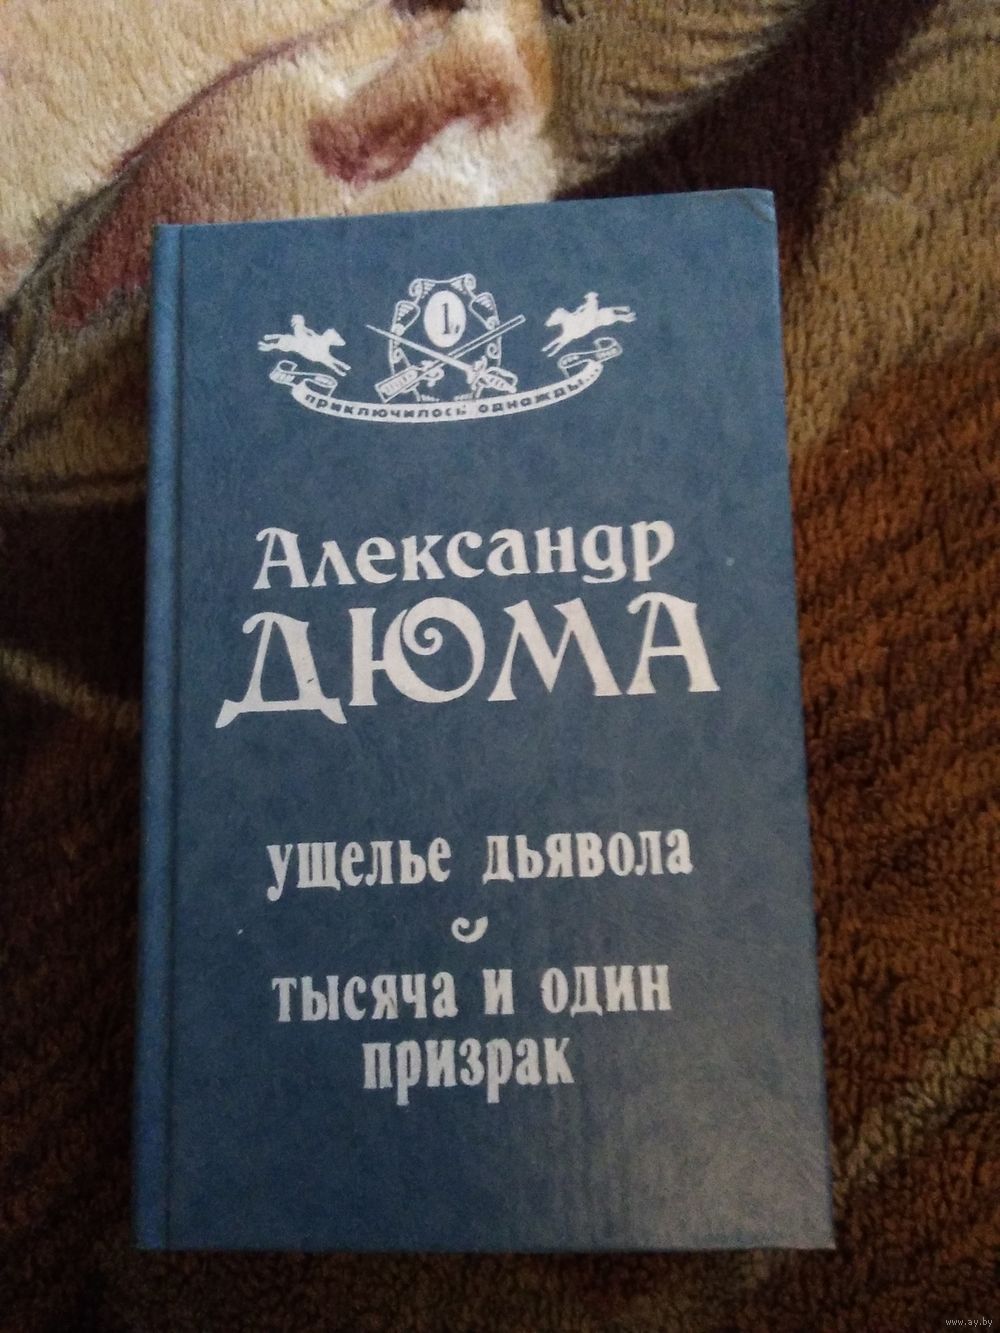 1
приключилось однажды...
Александр
ДЮМА
ущелье дьявола
тысяча и один
призрак
www.ay.by